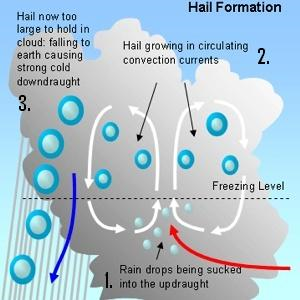 Hail Formation
Hail now too
large to hold in
cloud: falling to
earth causing
strong cold
downdraught
3.
Hail growing in circulating
convection currents
2.
Freezing Level
1.
Rain drops being sucked
into the updraught